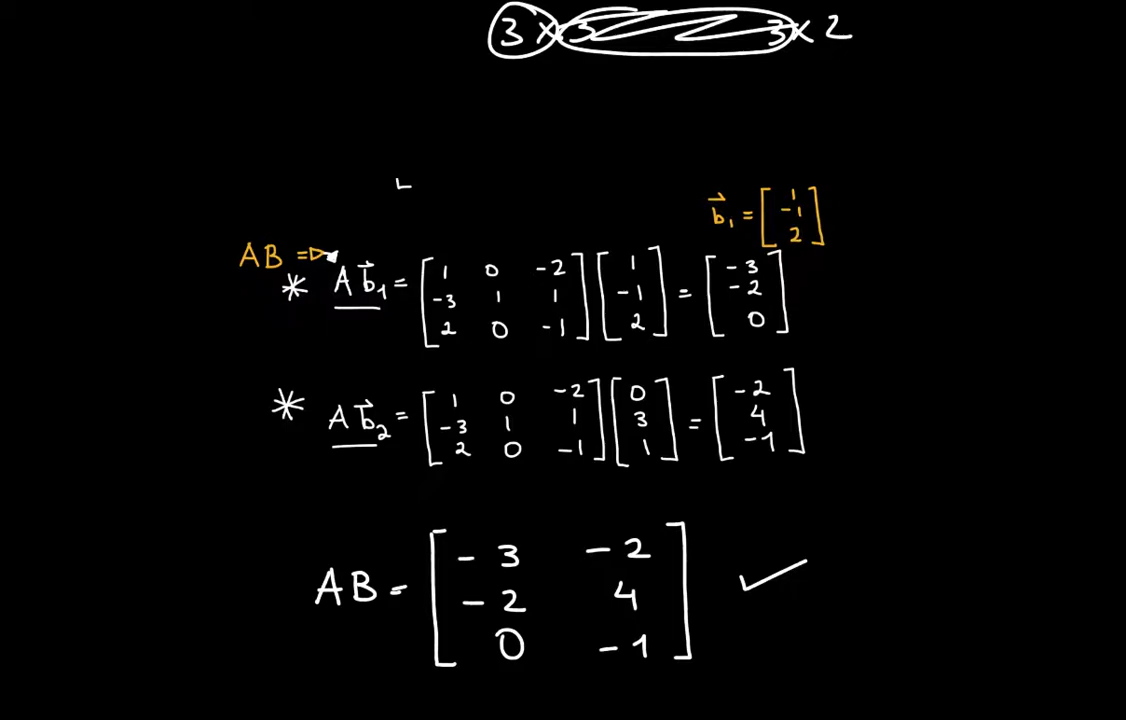 3 × 3 3 × 2
b⃗₁ = [1; -1; 2]
AB ⇒
* Ab⃗₁ = [1 0 -2; -3 1 1; 2 0 -1] [1; -1; 2] = [-3; -2; 0]
* Ab⃗₂ = [1 0 -2; -3 1 1; 2 0 -1] [0; 3; 1] = [-2; 4; -1]
AB = [-3 -2; -2 4; 0 -1] ✓